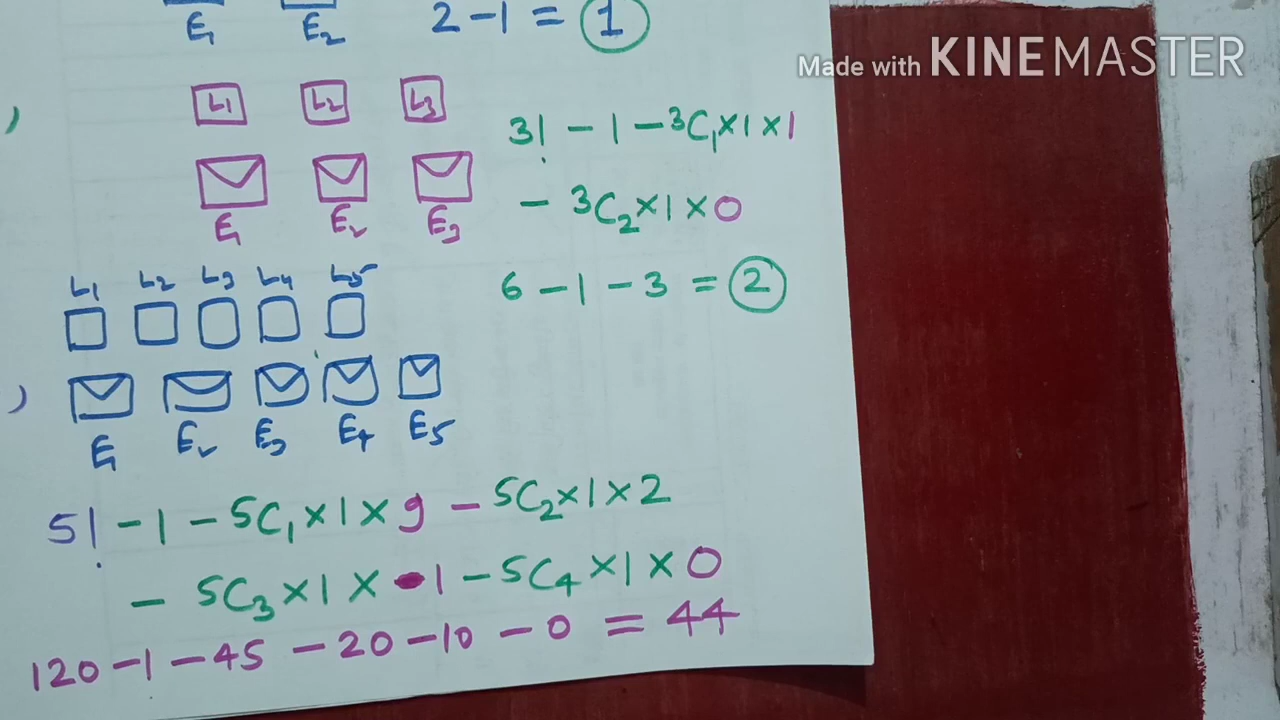 E1 E2 2 - 1 = 1
Made with KINEMASTER
L1 L2 L3
3! - 1 - ³C₁ × 1 × 1
- ³C₂ × 1 × 0
E1 E2 E3
6 - 1 - 3 = 2
L1 L2 L3 L4 L5
E1 E2 E3 E4 E5
5! - 1 - 5C₁ × 1 × 9 - 5C₂ × 1 × 2
- 5C₃ × 1 × 1 - 5C₄ × 1 × 0
120 - 1 - 45 - 20 - 10 - 0 = 44